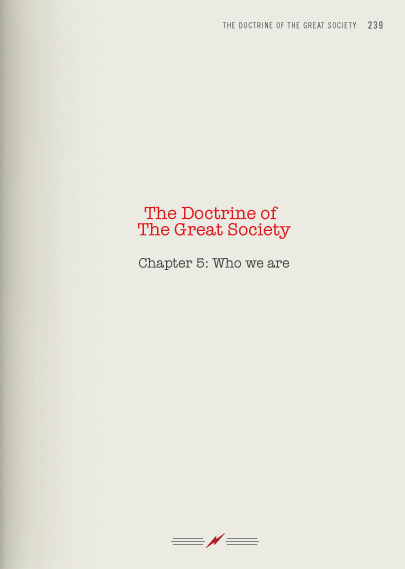 THE DOCTRINE OF THE GREAT SOCIETY 239
The Doctrine of
The Great Society
Chapter 5: Who we are